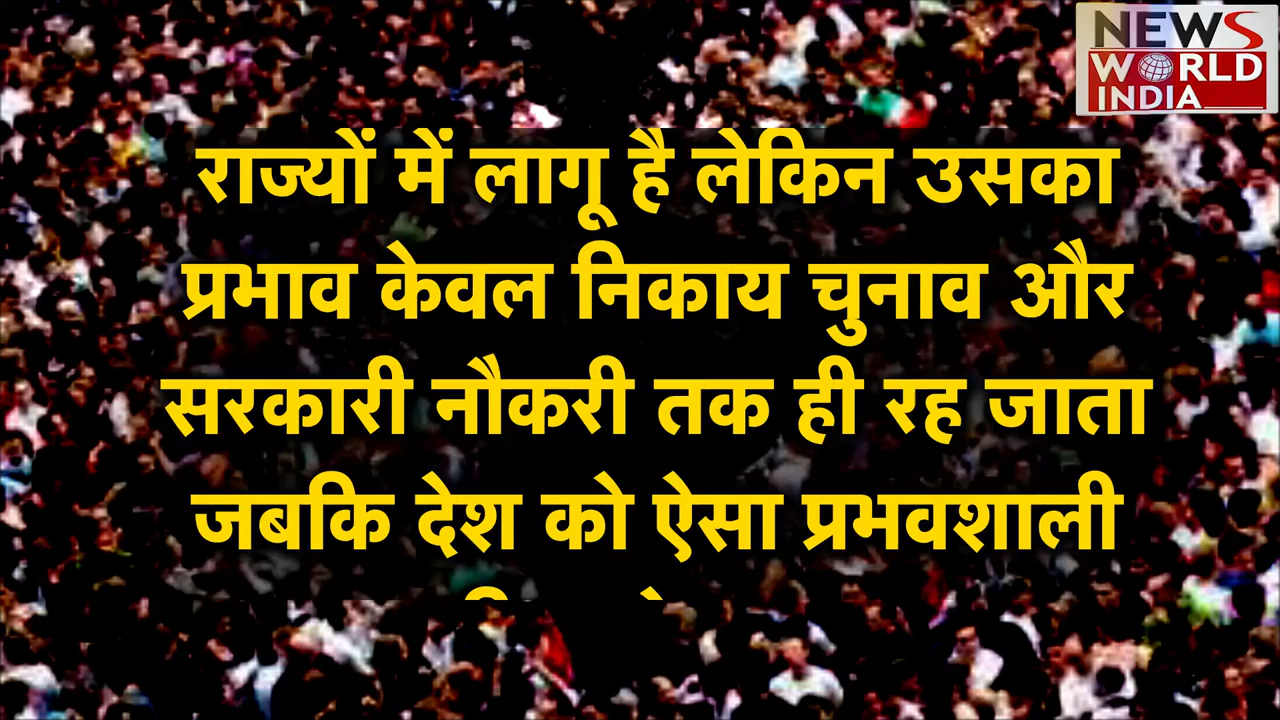 NEWS
WORLD
INDIA
राज्यों में लागू है लेकिन उसका
प्रभाव केवल निकाय चुनाव और
सरकारी नौकरी तक ही रह जाता
जबकि देश को ऐसा प्रभवशाली